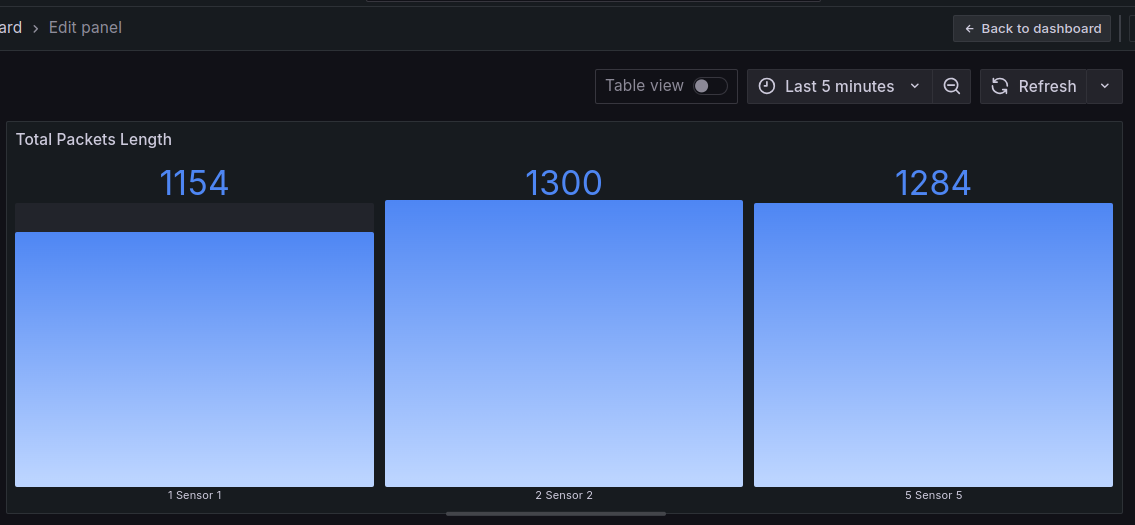 ard › Edit panel
Back to dashboard
Table view
Last 5 minutes
Refresh
Total Packets Length
1154
1300
1284
1 Sensor 1
2 Sensor 2
5 Sensor 5